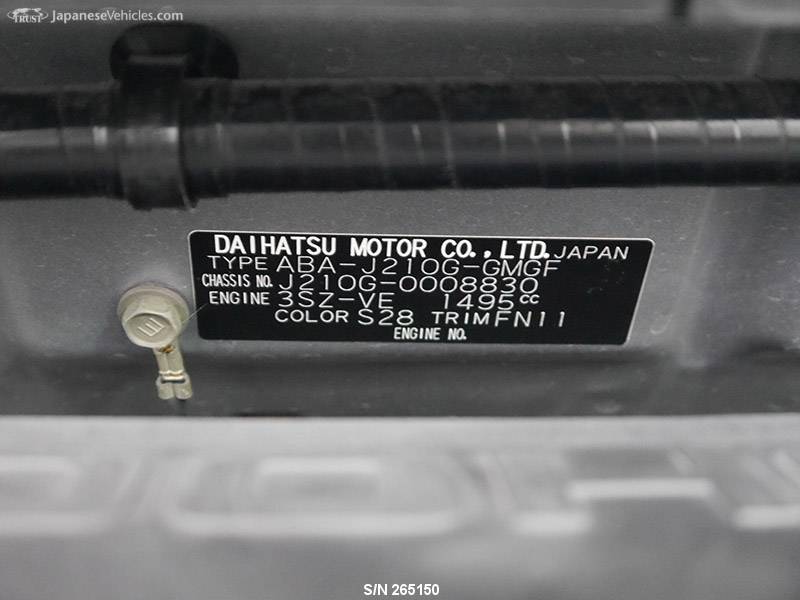 TRUST JapaneseVehicles.com
DAIHATSU MOTOR CO., LTD. JAPAN
TYPE ABA-J210G-GMGF
CHASSIS NO. J210G-0008830
ENGINE 3SZ-VE 1495cc
COLOR S28 TRIM FN11
ENGINE NO.
S/N 265150